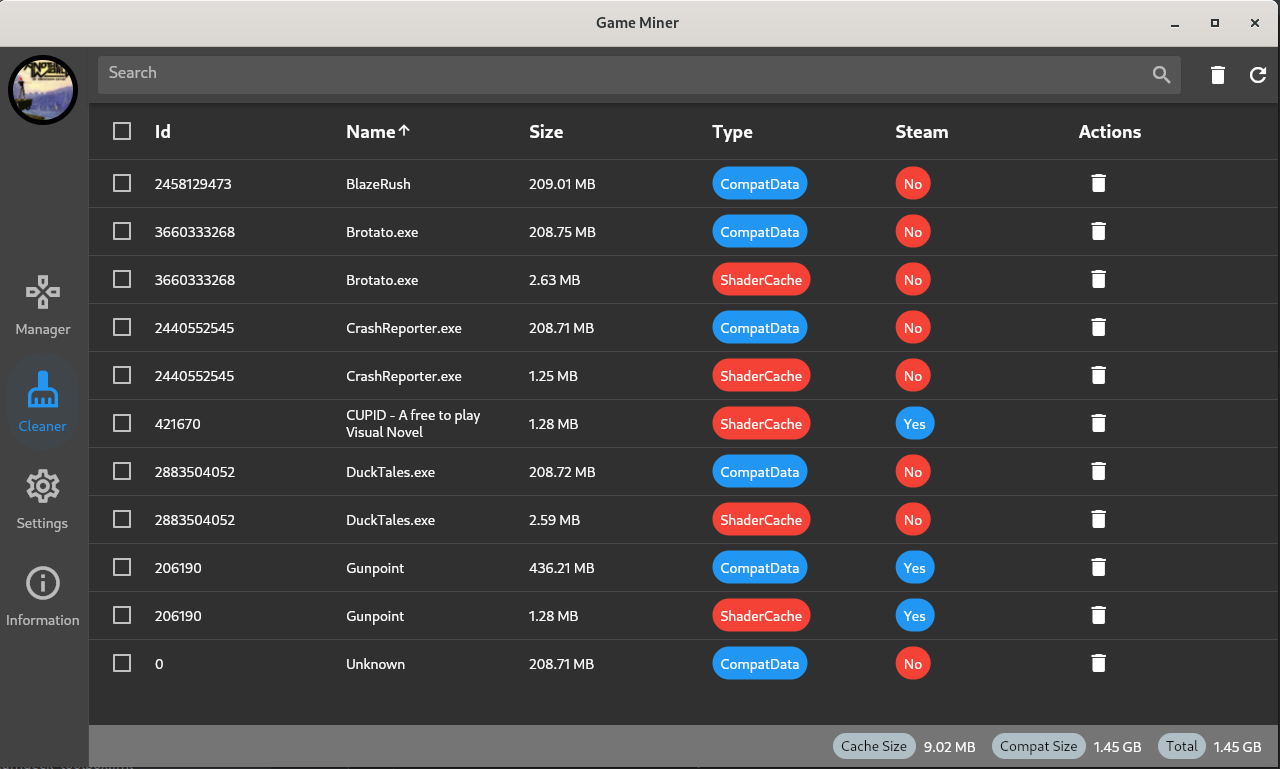 Game Miner
Search
Id Name Size Type Steam Actions
2458129473 BlazeRush 209.01 MB CompatData No
3660333268 Brotato.exe 208.75 MB CompatData No
3660333268 Brotato.exe 2.63 MB ShaderCache No
2440552545 CrashReporter.exe 208.71 MB CompatData No
2440552545 CrashReporter.exe 1.25 MB ShaderCache No
421670 CUPID - A free to play
Visual Novel 1.28 MB ShaderCache Yes
2883504052 DuckTales.exe 208.72 MB CompatData No
2883504052 DuckTales.exe 2.59 MB ShaderCache No
206190 Gunpoint 436.21 MB CompatData Yes
206190 Gunpoint 1.28 MB ShaderCache Yes
0 Unknown 208.71 MB CompatData No
Manager
Cleaner
Settings
Information
Cache Size 9.02 MB Compat Size 1.45 GB Total 1.45 GB